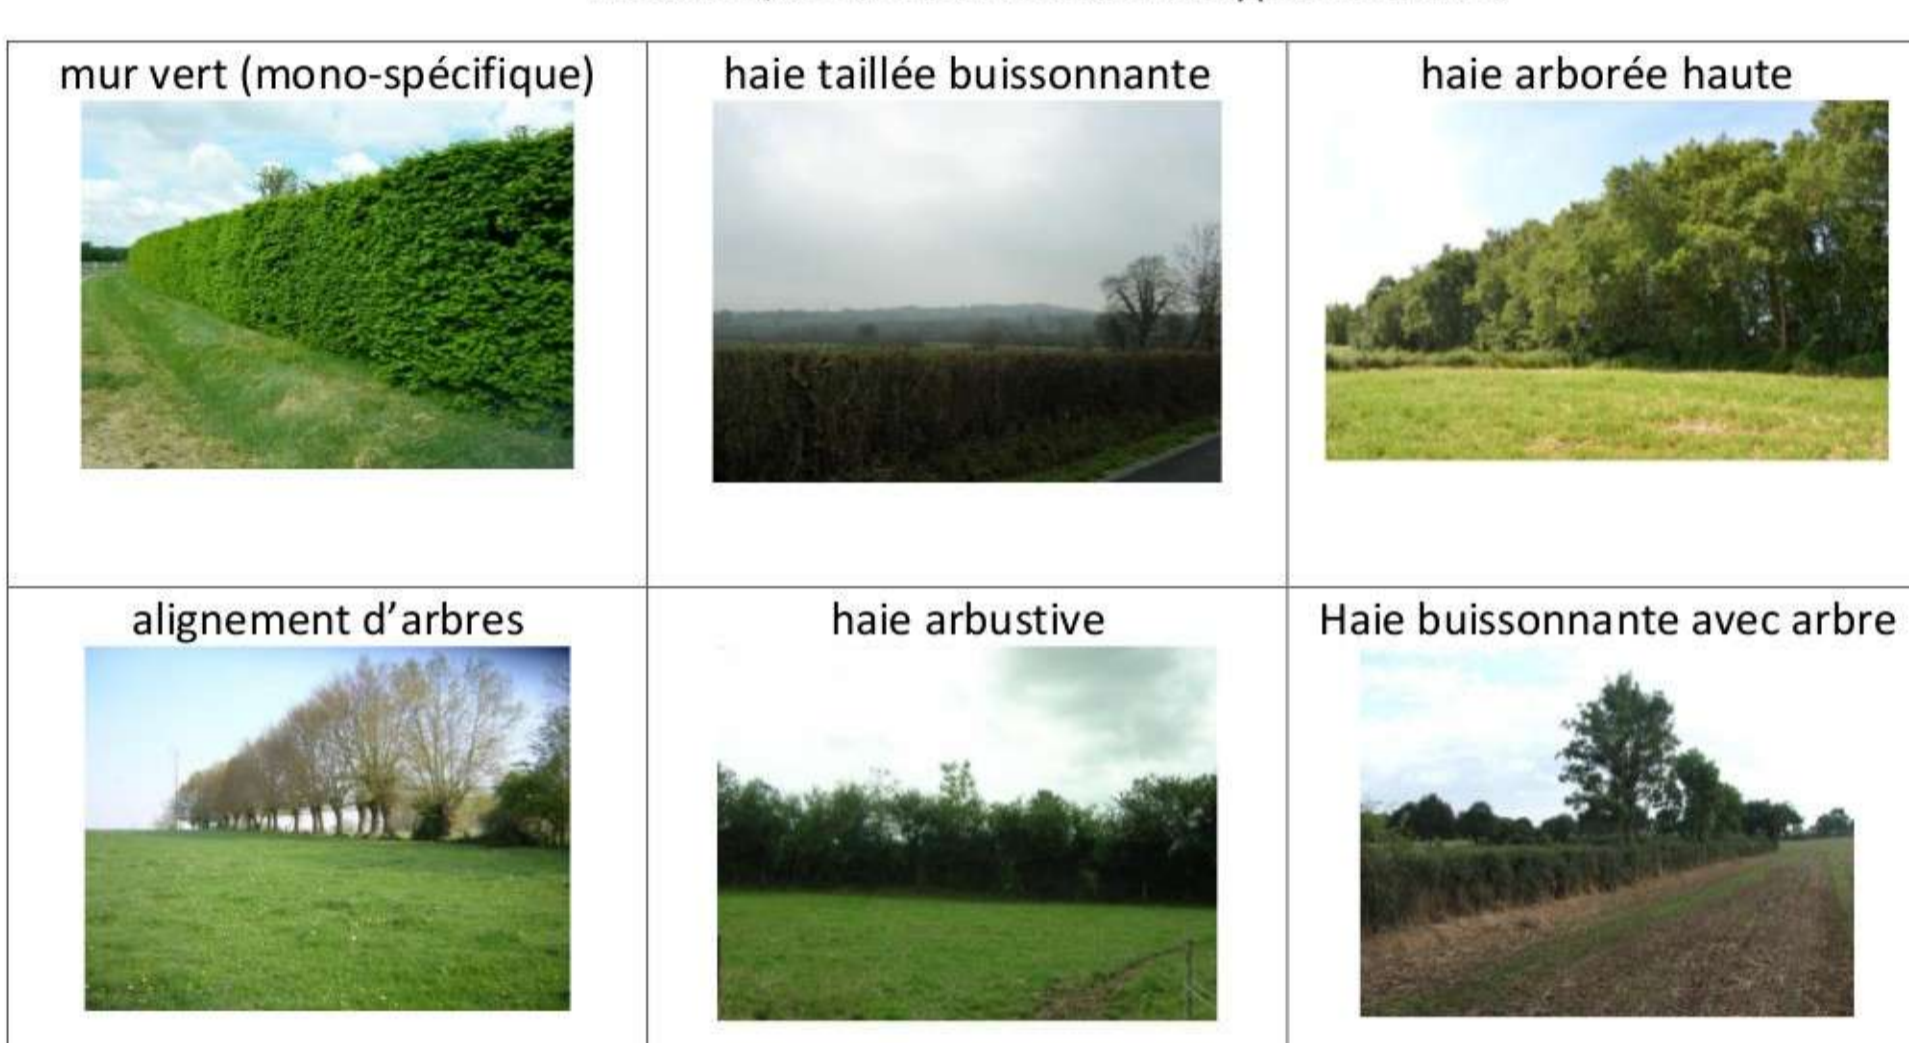 mur vert (mono-spécifique)
haie taillée buissonnante
haie arborée haute
alignement d’arbres
haie arbustive
Haie buissonnante avec arbre